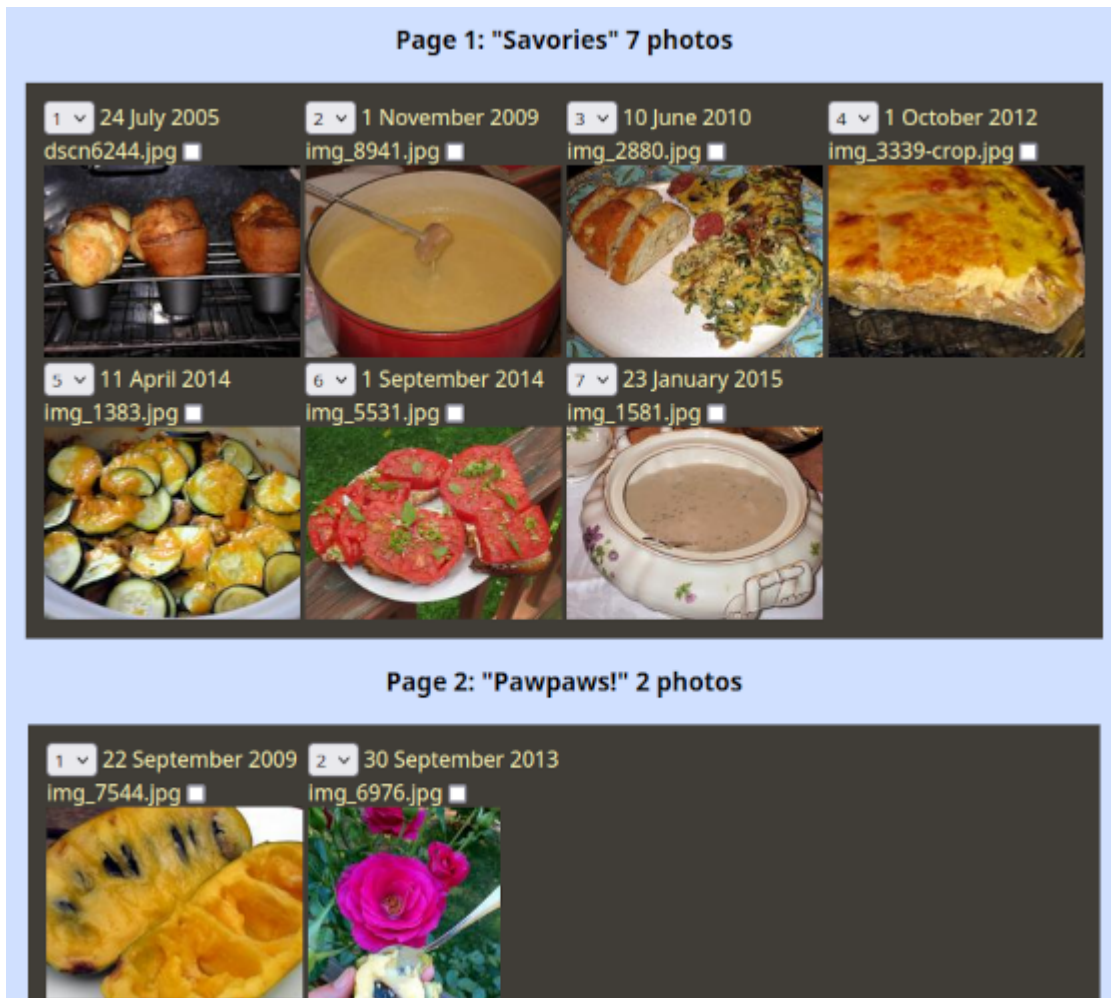 Page 1: "Savories" 7 photos
1 24 July 2005
dscn6244.jpg
2 1 November 2009
img_8941.jpg
3 10 June 2010
img_2880.jpg
4 1 October 2012
img_3339-crop.jpg
5 11 April 2014
img_1383.jpg
6 1 September 2014
img_5531.jpg
7 23 January 2015
img_1581.jpg
Page 2: "Pawpaws!" 2 photos
1 22 September 2009
img_7544.jpg
2 30 September 2013
img_6976.jpg